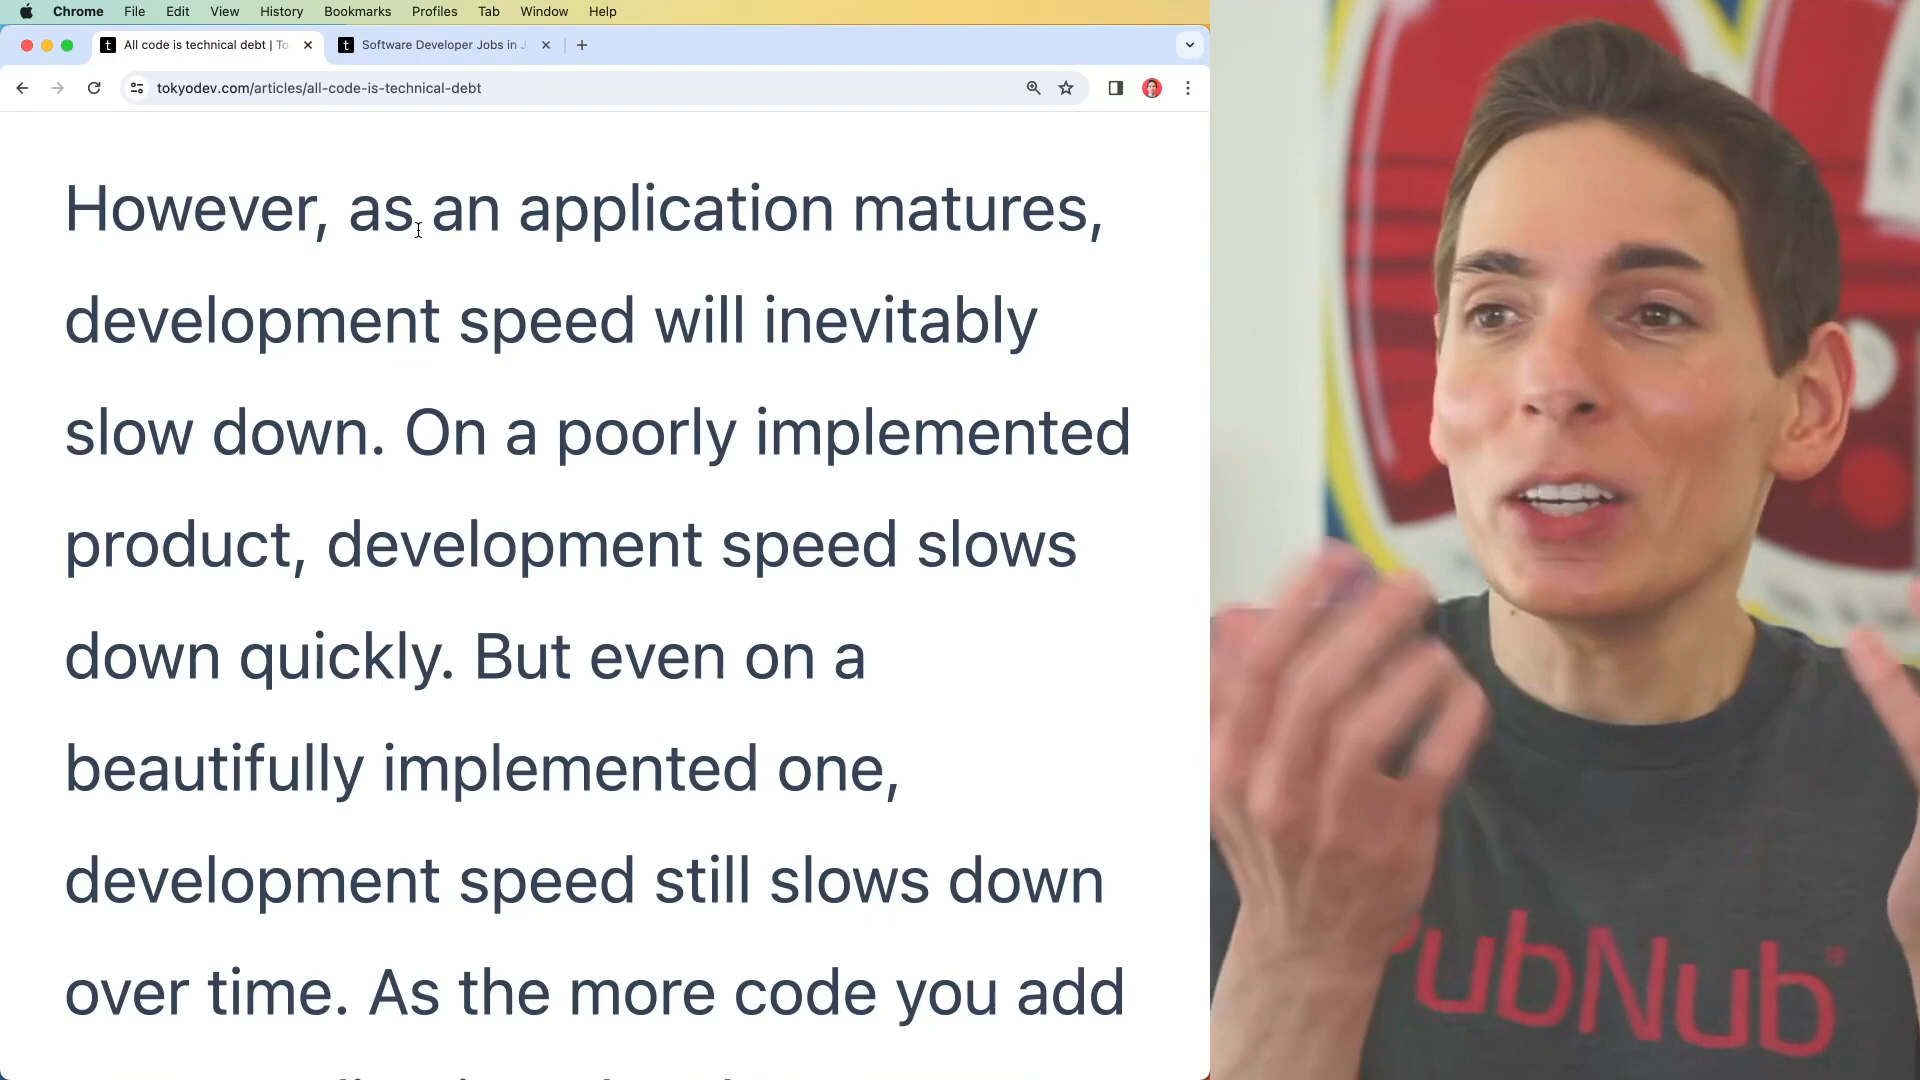 Chrome File Edit View History Bookmarks Profiles Tab Window Help
All code is technical debt | To
Software Developer Jobs in J
tokyodev.com/articles/all-code-is-technical-debt
However, as an application matures,
development speed will inevitably
slow down. On a poorly implemented
product, development speed slows
down quickly. But even on a
beautifully implemented one,
development speed still slows down
over time. As the more code you add
PubNub